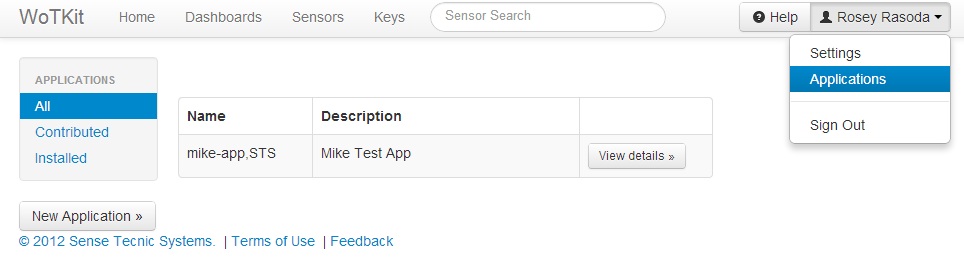 WoTKit Home Dashboards Sensors Keys Sensor Search Help Rosey Rasoda
Settings
Applications
Sign Out
APPLICATIONS
All
Contributed
Installed
Name Description
mike-app,STS Mike Test App View details »
New Application »
© 2012 Sense Tecnic Systems. | Terms of Use | Feedback